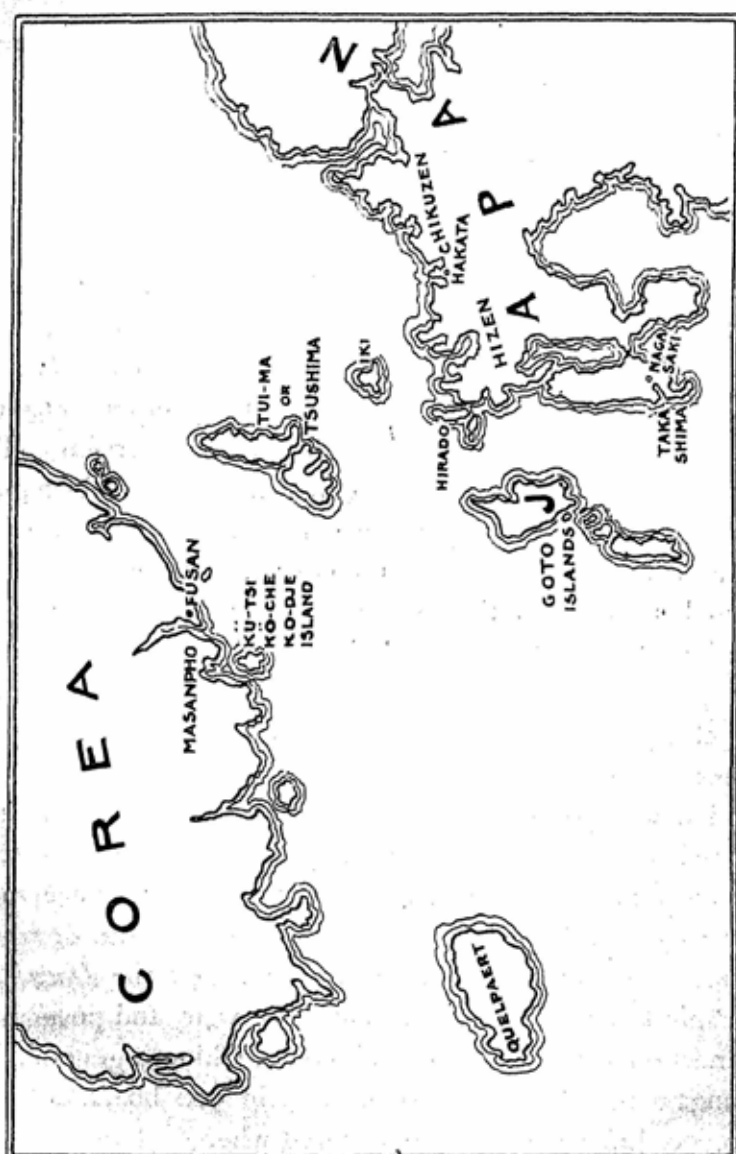 COREA
MASANPHO
FUSAN
KU-TSI
KO-CHE
KO-DJE
ISLAND
TUI-MA
OR
TSUSHIMA
IKI
QUELPAERT
GOTO
ISLANDS
HIRADO
HIZEN
CHIKUZEN
HAKATA
TAKA
SHIMA
NAGA
SAKI
JAPAN